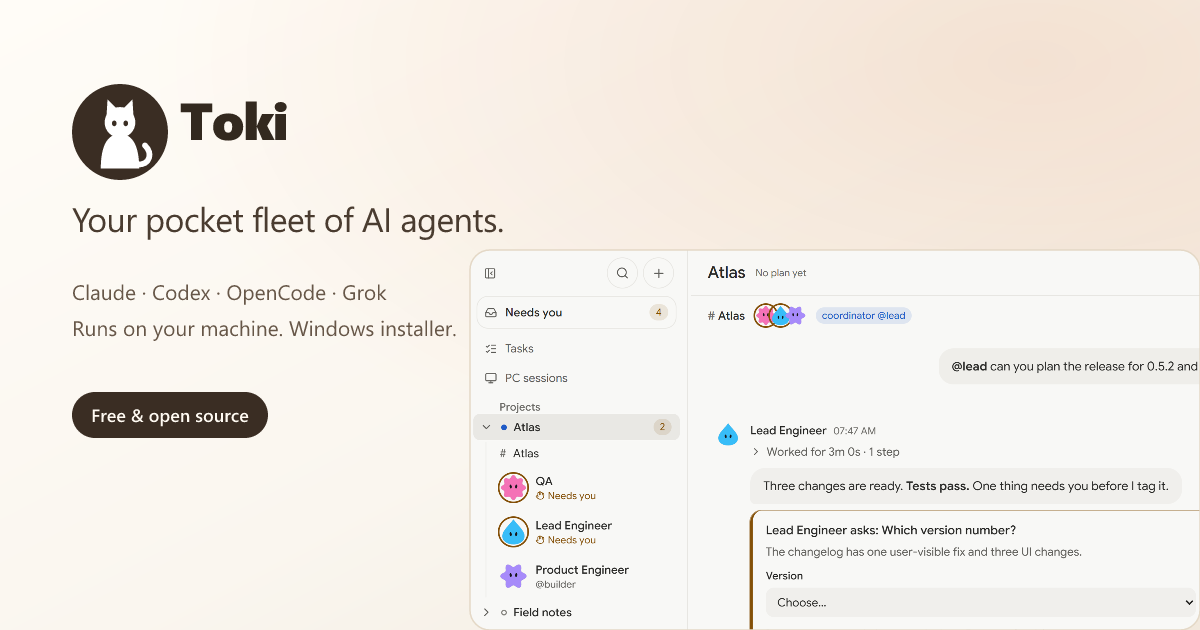 Toki
Your pocket fleet of AI agents.
Claude · Codex · OpenCode · Grok
Runs on your machine. Windows installer.
Free & open source
Needs you 4
Tasks
PC sessions
Projects
Atlas 2
# Atlas
QA
Needs you
Lead Engineer
Needs you
Product Engineer
@builder
Field notes
Atlas No plan yet
# Atlas coordinator @lead
@lead can you plan the release for 0.5.2 and
Lead Engineer 07:47 AM
Worked for 3m 0s · 1 step
Three changes are ready. Tests pass. One thing needs you before I tag it.
Lead Engineer asks: Which version number?
The changelog has one user-visible fix and three UI changes.
Version
Choose...